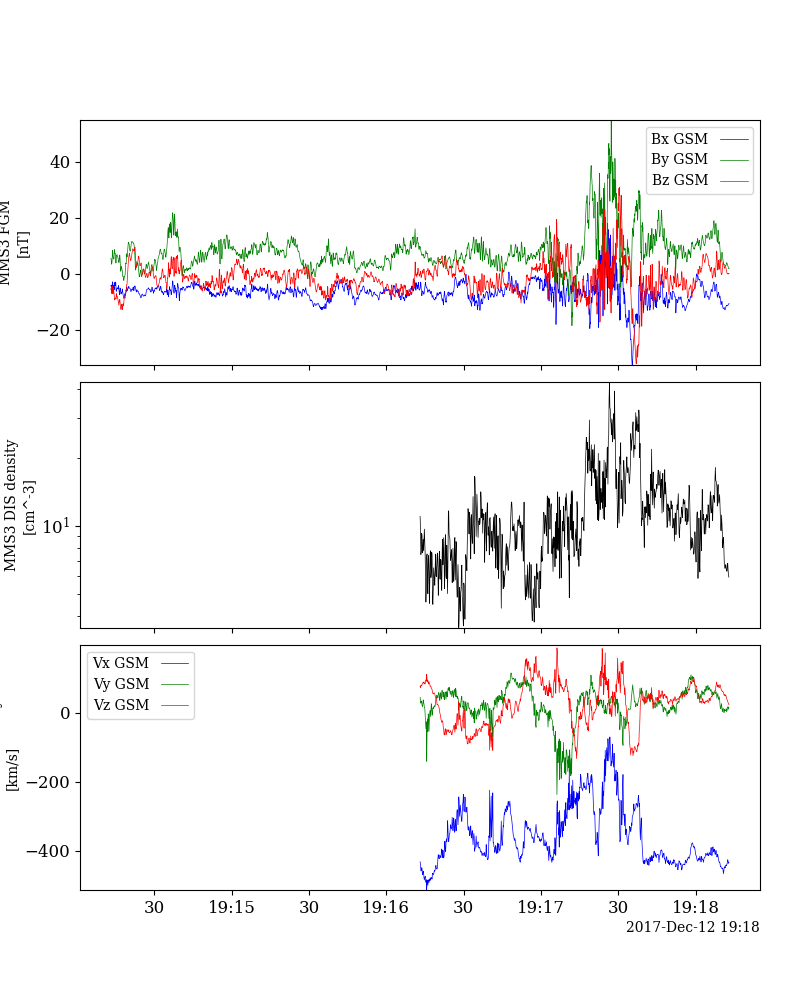 MMS3 FGM
[nT]
40
20
0
−20
Bx GSM
By GSM
Bz GSM
MMS3 DIS density
[cm^-3]
10^1
[km/s]
0
−200
−400
Vx GSM
Vy GSM
Vz GSM
30
19:15
30
19:16
30
19:17
30
19:18
2017-Dec-12 19:18